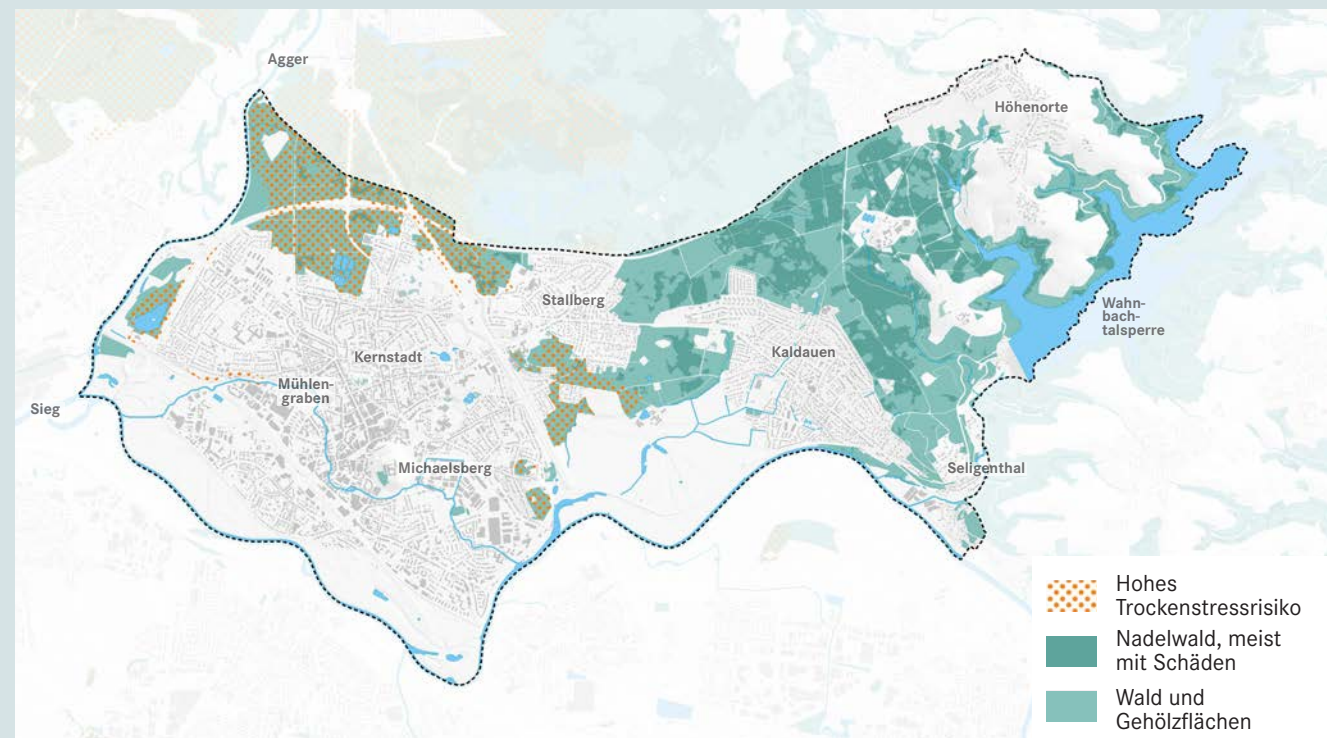 Agger
Höhenorte
Stallberg
Wahn-
bach-
talsperre
Kernstadt
Kaldauen
Mühlen-
graben
Sieg
Michaelsberg
Seligenthal
Hohes
Trockenstressrisiko
Nadelwald, meist
mit Schäden
Wald und
Gehölzflächen